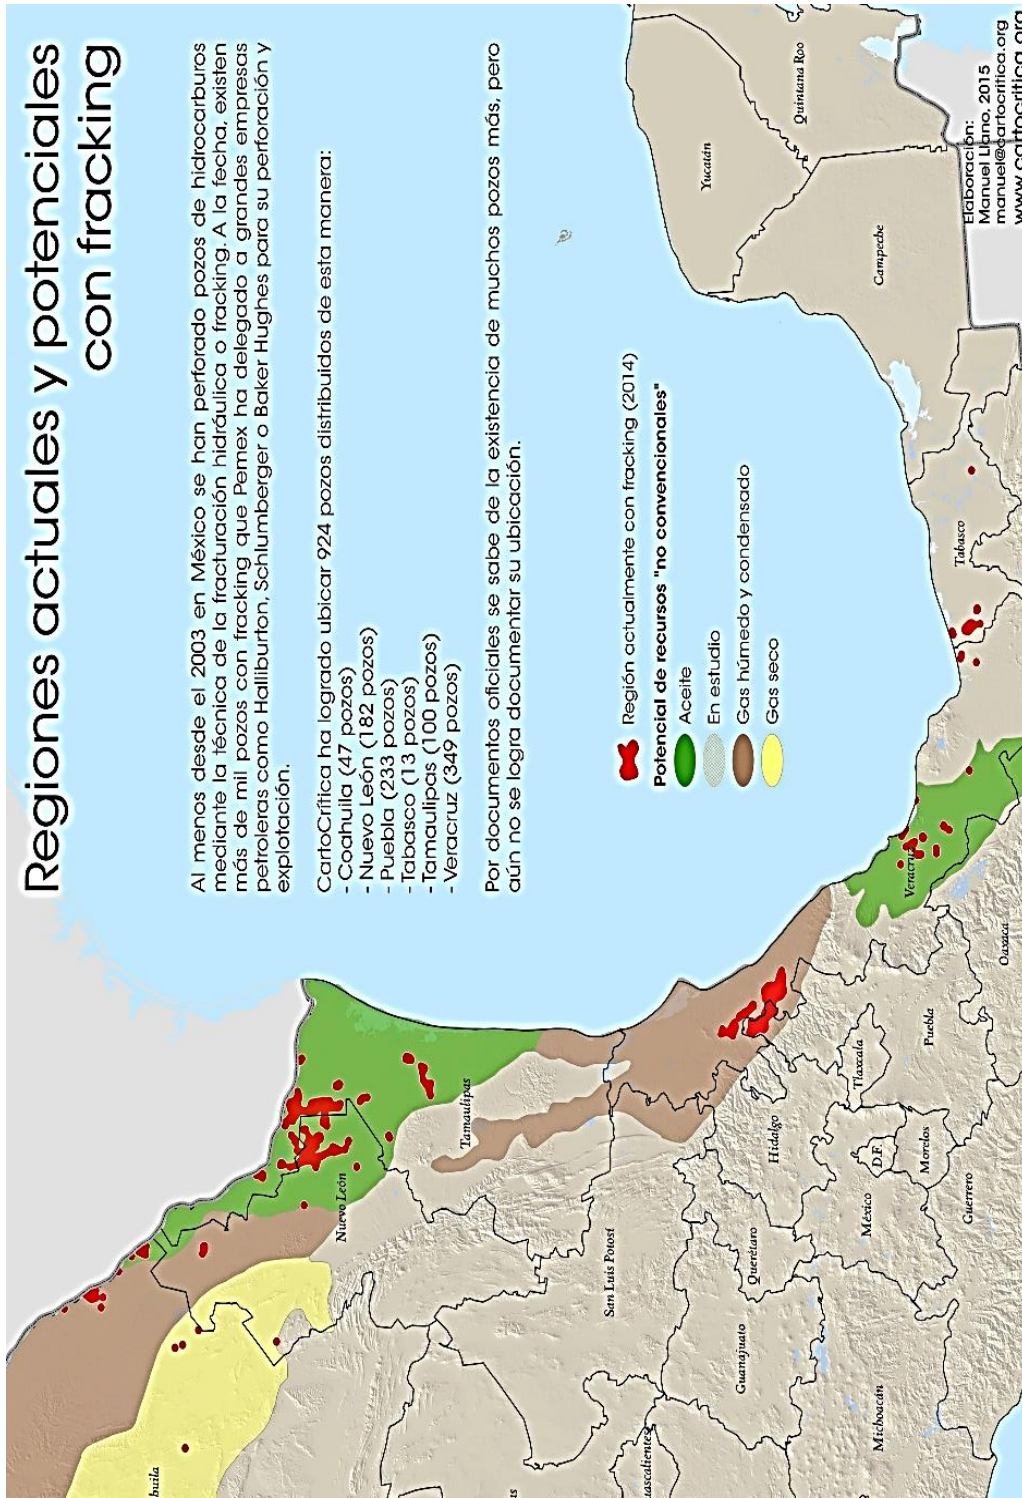 Regiones actuales y potenciales
con fracking
Al menos desde el 2003 en México se han perforado pozos de hidrocarburos
mediante la técnica de la fracturación hidráulica o fracking. A la fecha, existen
más de mil pozos con fracking que Pemex ha delegado a grandes empresas
petroleras como Halliburton, Schlumberger o Baker Hughes para su perforación y
explotación.
CartoCrítica ha logrado ubicar 924 pozos distribuidos de esta manera:
- Coahuila (47 pozos)
- Nuevo León (182 pozos)
- Puebla (233 pozos)
- Tabasco (13 pozos)
- Tamaulipas (100 pozos)
- Veracruz (349 pozos)
Por documentos oficiales se sabe de la existencia de muchos pozos más, pero
aún no se logra documentar su ubicación.
Región actualmente con fracking (2014)
Potencial de recursos "no convencionales"
Aceite
En estudio
Gas húmedo y condensado
Gas seco
buila
Nuevo León
Tamaulipas
San Luis Potosí
uascalientes
as
Guanajuato
Querétaro
Hidalgo
Michoacán
México
D.F.
Tlaxcala
Morelos
Puebla
Guerrero
Oaxaca
Veracruz
Tabasco
Campeche
Yucatán
Quintana Roo
Elaboración:
Manuel Llano, 2015
manuel@cartocritica.org
www.cartocritica.org